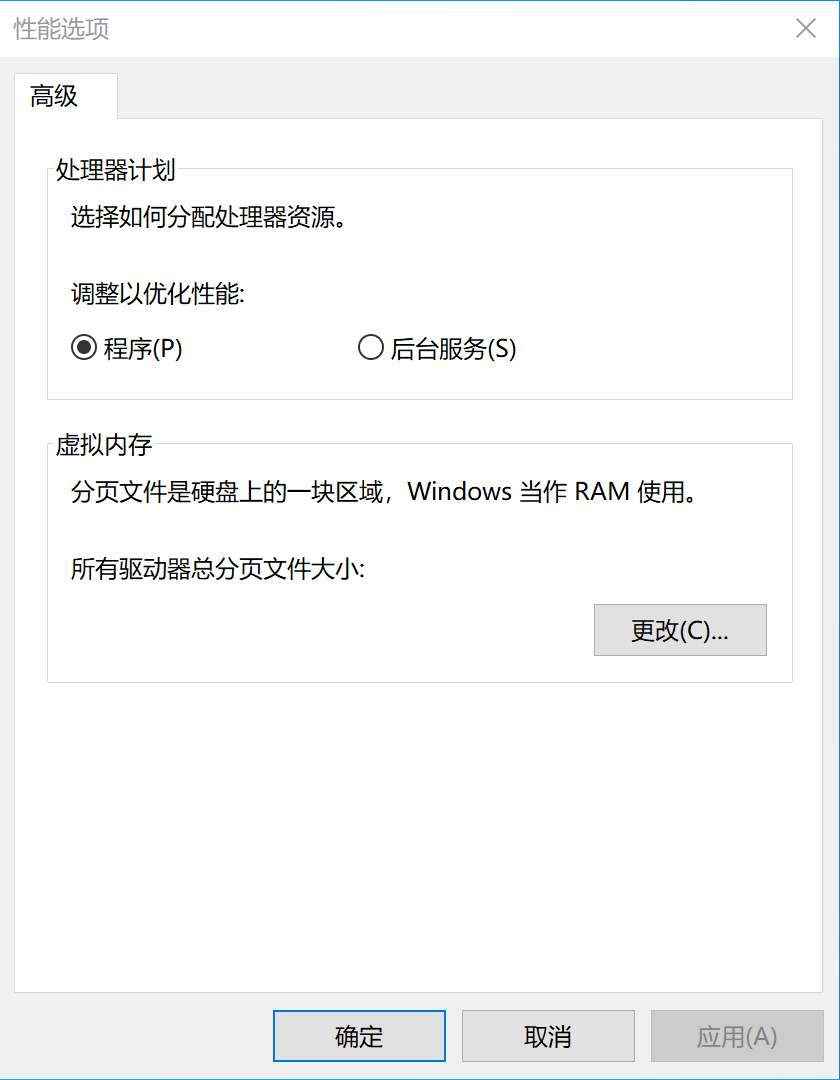 性能选项
高级
处理器计划
选择如何分配处理器资源。
调整以优化性能:
程序(P) 后台服务(S)
虚拟内存
分页文件是硬盘上的一块区域，Windows 当作 RAM 使用。
所有驱动器总分页文件大小:
更改(C)...
确定 取消 应用(A)